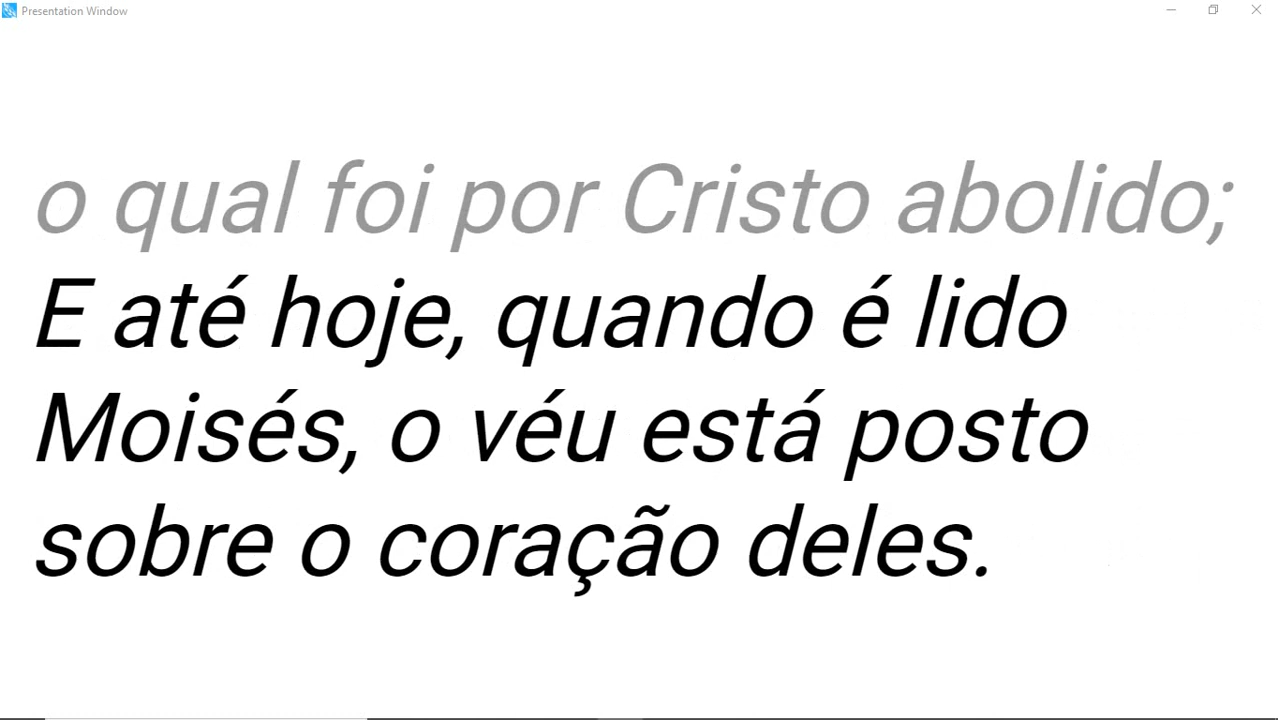 Presentation Window
o qual foi por Cristo abolido;
E até hoje, quando é lido
Moisés, o véu está posto
sobre o coração deles.